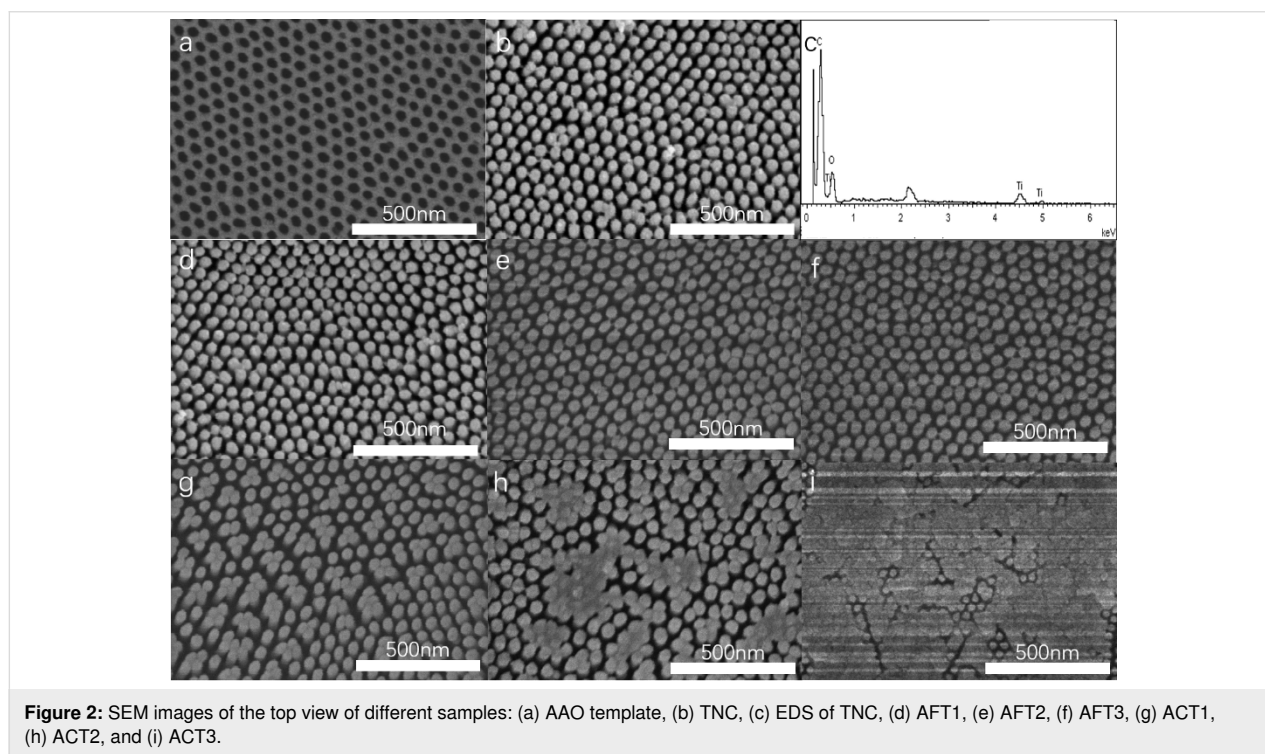 a
500nm
b
500nm
C
C
Ti
O
Ti
Ti
0 1 2 3 4 5 6
keV
d
500nm
e
500nm
f
500nm
g
500nm
h
500nm
i
500nm
Figure 2: SEM images of the top view of different samples: (a) AAO template, (b) TNC, (c) EDS of TNC, (d) AFT1, (e) AFT2, (f) AFT3, (g) ACT1,
(h) ACT2, and (i) ACT3.